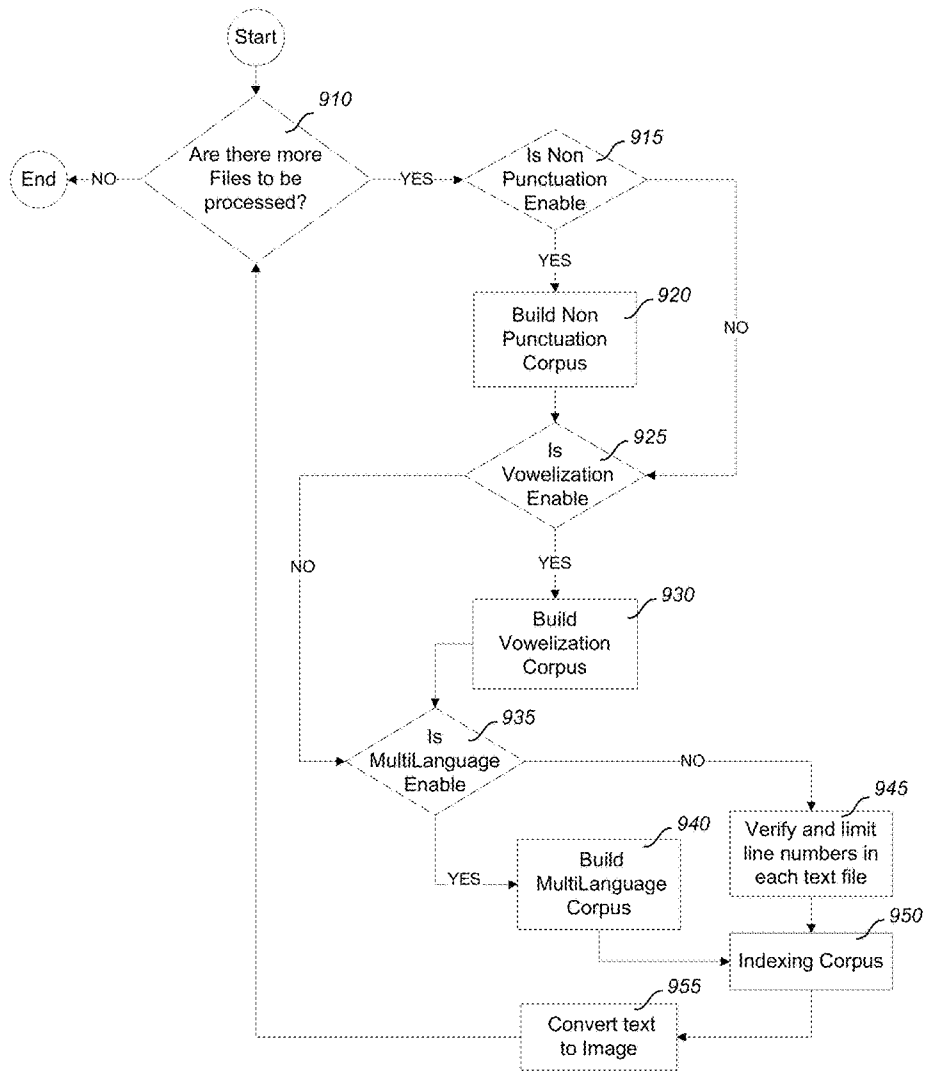 Start
910
Are there more
Files to be
processed?
End
NO
YES
915
Is Non
Punctuation
Enable
YES
NO
920
Build Non
Punctuation
Corpus
925
Is
Vowelization
Enable
NO
YES
930
Build
Vowelization
Corpus
935
Is
MultiLanguage
Enable
NO
YES
940
Build
MultiLanguage
Corpus
945
Verify and limit
line numbers in
each text file
950
Indexing Corpus
955
Convert text
to Image